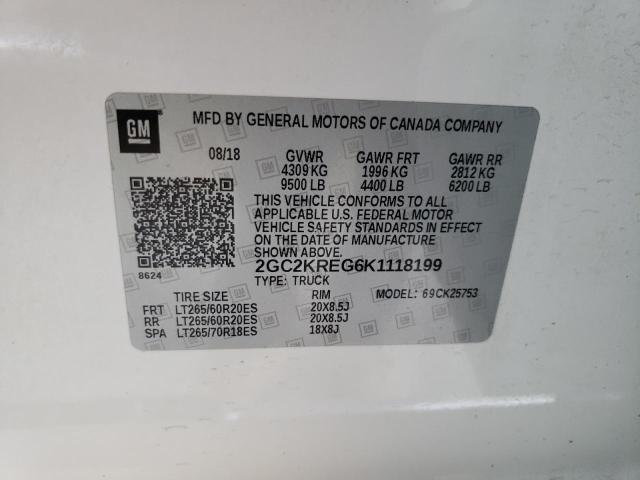 GM
MFD BY GENERAL MOTORS OF CANADA COMPANY
08/18 GVWR GAWR FRT GAWR RR
4309 KG 1996 KG 2812 KG
9500 LB 4400 LB 6200 LB
THIS VEHICLE CONFORMS TO ALL
APPLICABLE U.S. FEDERAL MOTOR
VEHICLE SAFETY STANDARDS IN EFFECT
ON THE DATE OF MANUFACTURE
SHOWN ABOVE.
8624
2GC2KREG6K1118199
TYPE: TRUCK MODEL: 69CK25753
TIRE SIZE RIM
FRT LT265/60R20ES 20X8.5J
RR LT265/60R20ES 20X8.5J
SPA LT265/70R18ES 18X8J